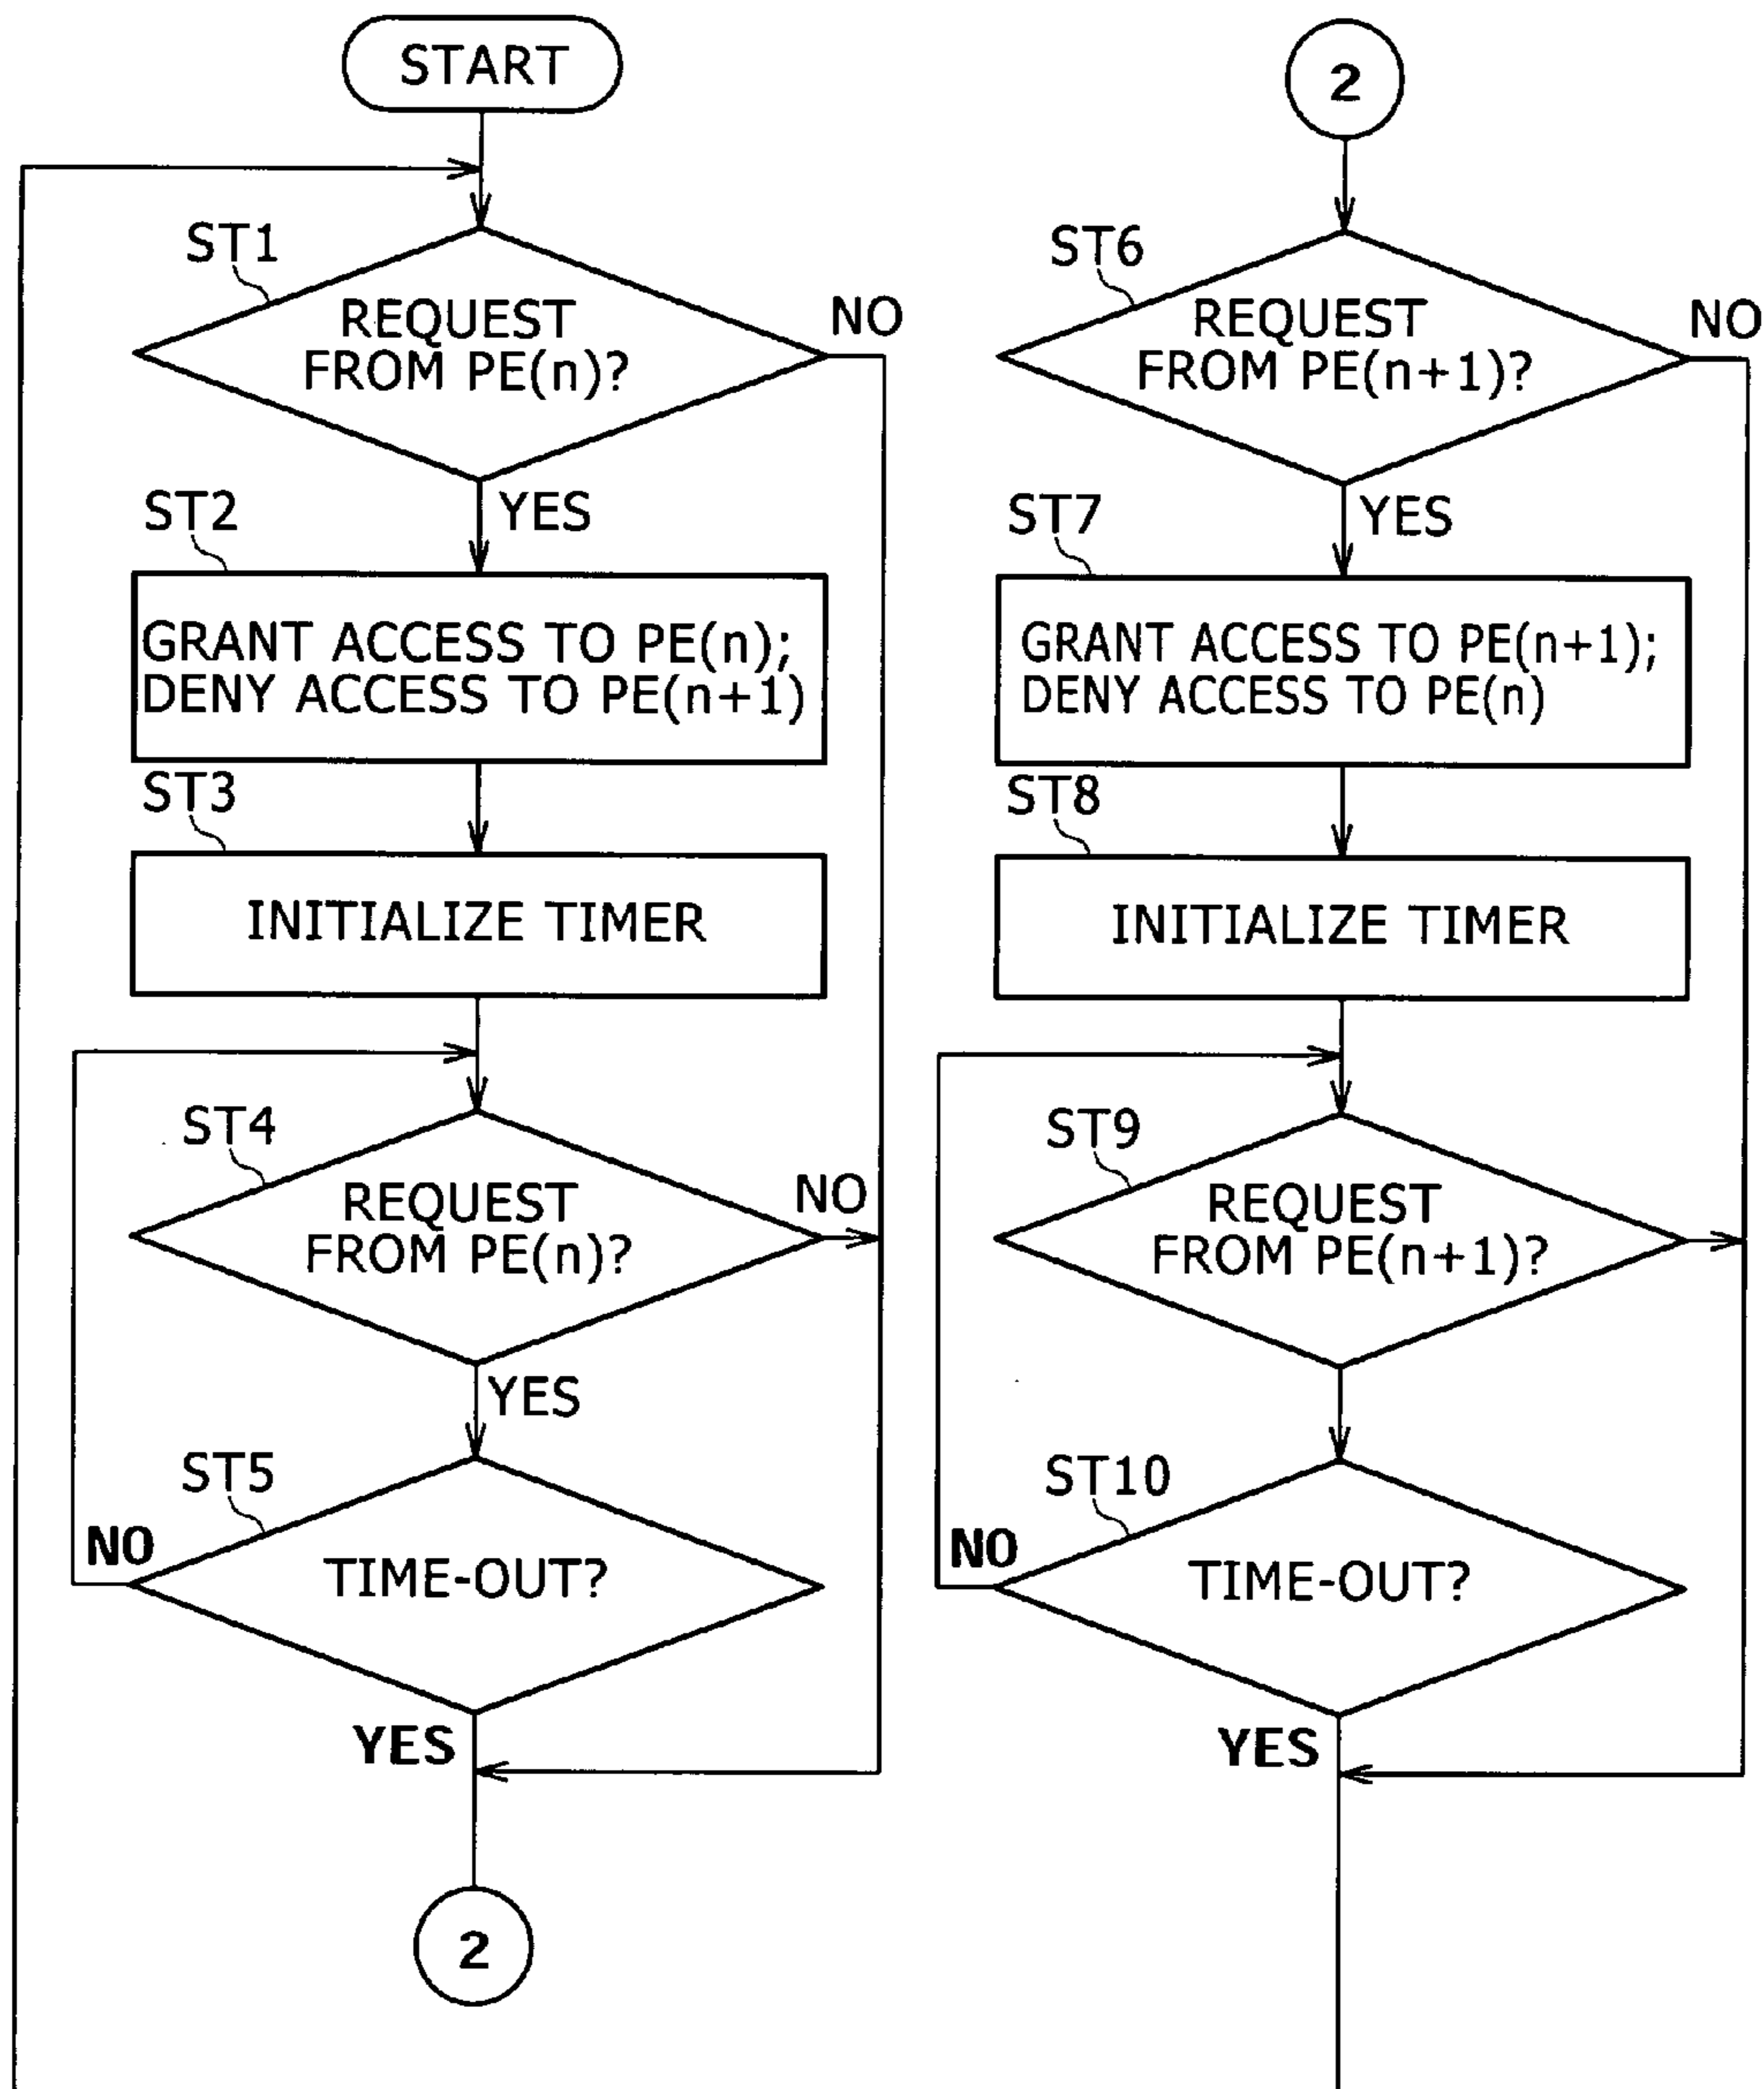 START
ST1
REQUEST
FROM PE(n)?
NO
YES
ST2
GRANT ACCESS TO PE(n);
DENY ACCESS TO PE(n+1)
ST3
INITIALIZE TIMER
ST4
REQUEST
FROM PE(n)?
NO
YES
ST5
TIME-OUT?
NO
YES
2
2
ST6
REQUEST
FROM PE(n+1)?
NO
YES
ST7
GRANT ACCESS TO PE(n+1);
DENY ACCESS TO PE(n)
ST8
INITIALIZE TIMER
ST9
REQUEST
FROM PE(n+1)?
ST10
TIME-OUT?
NO
YES